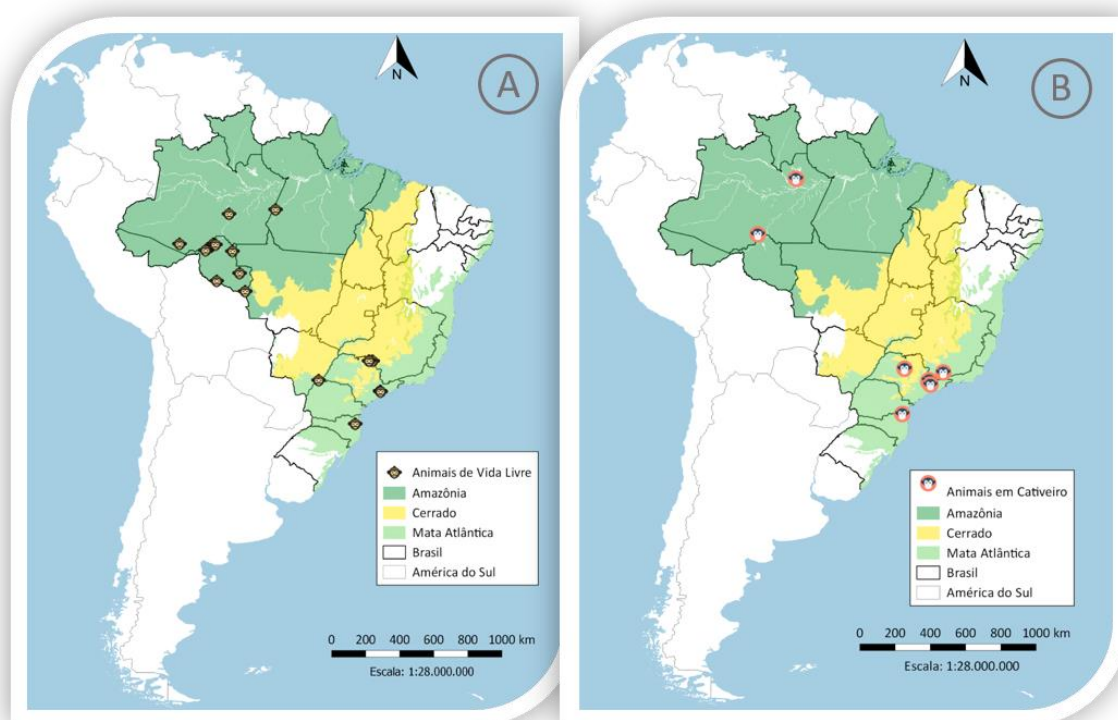 N
A
Animais de Vida Livre
Amazônia
Cerrado
Mata Atlântica
Brasil
América do Sul
0 200 400 600 800 1000 km
Escala: 1:28.000.000
N
B
Animais em Cativeiro
Amazônia
Cerrado
Mata Atlântica
Brasil
América do Sul
0 200 400 600 800 1000 km
Escala: 1:28.000.000